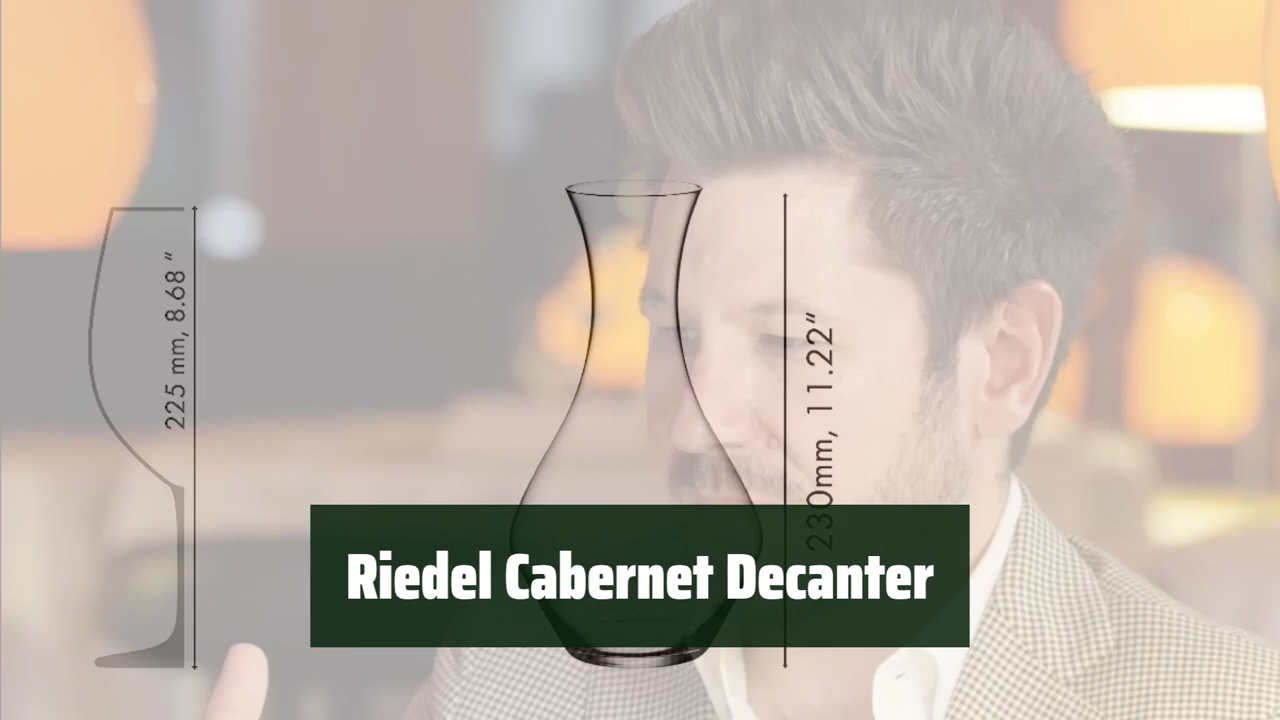 225 mm, 8.68 "
230mm, 11.22"
Riedel Cabernet Decanter